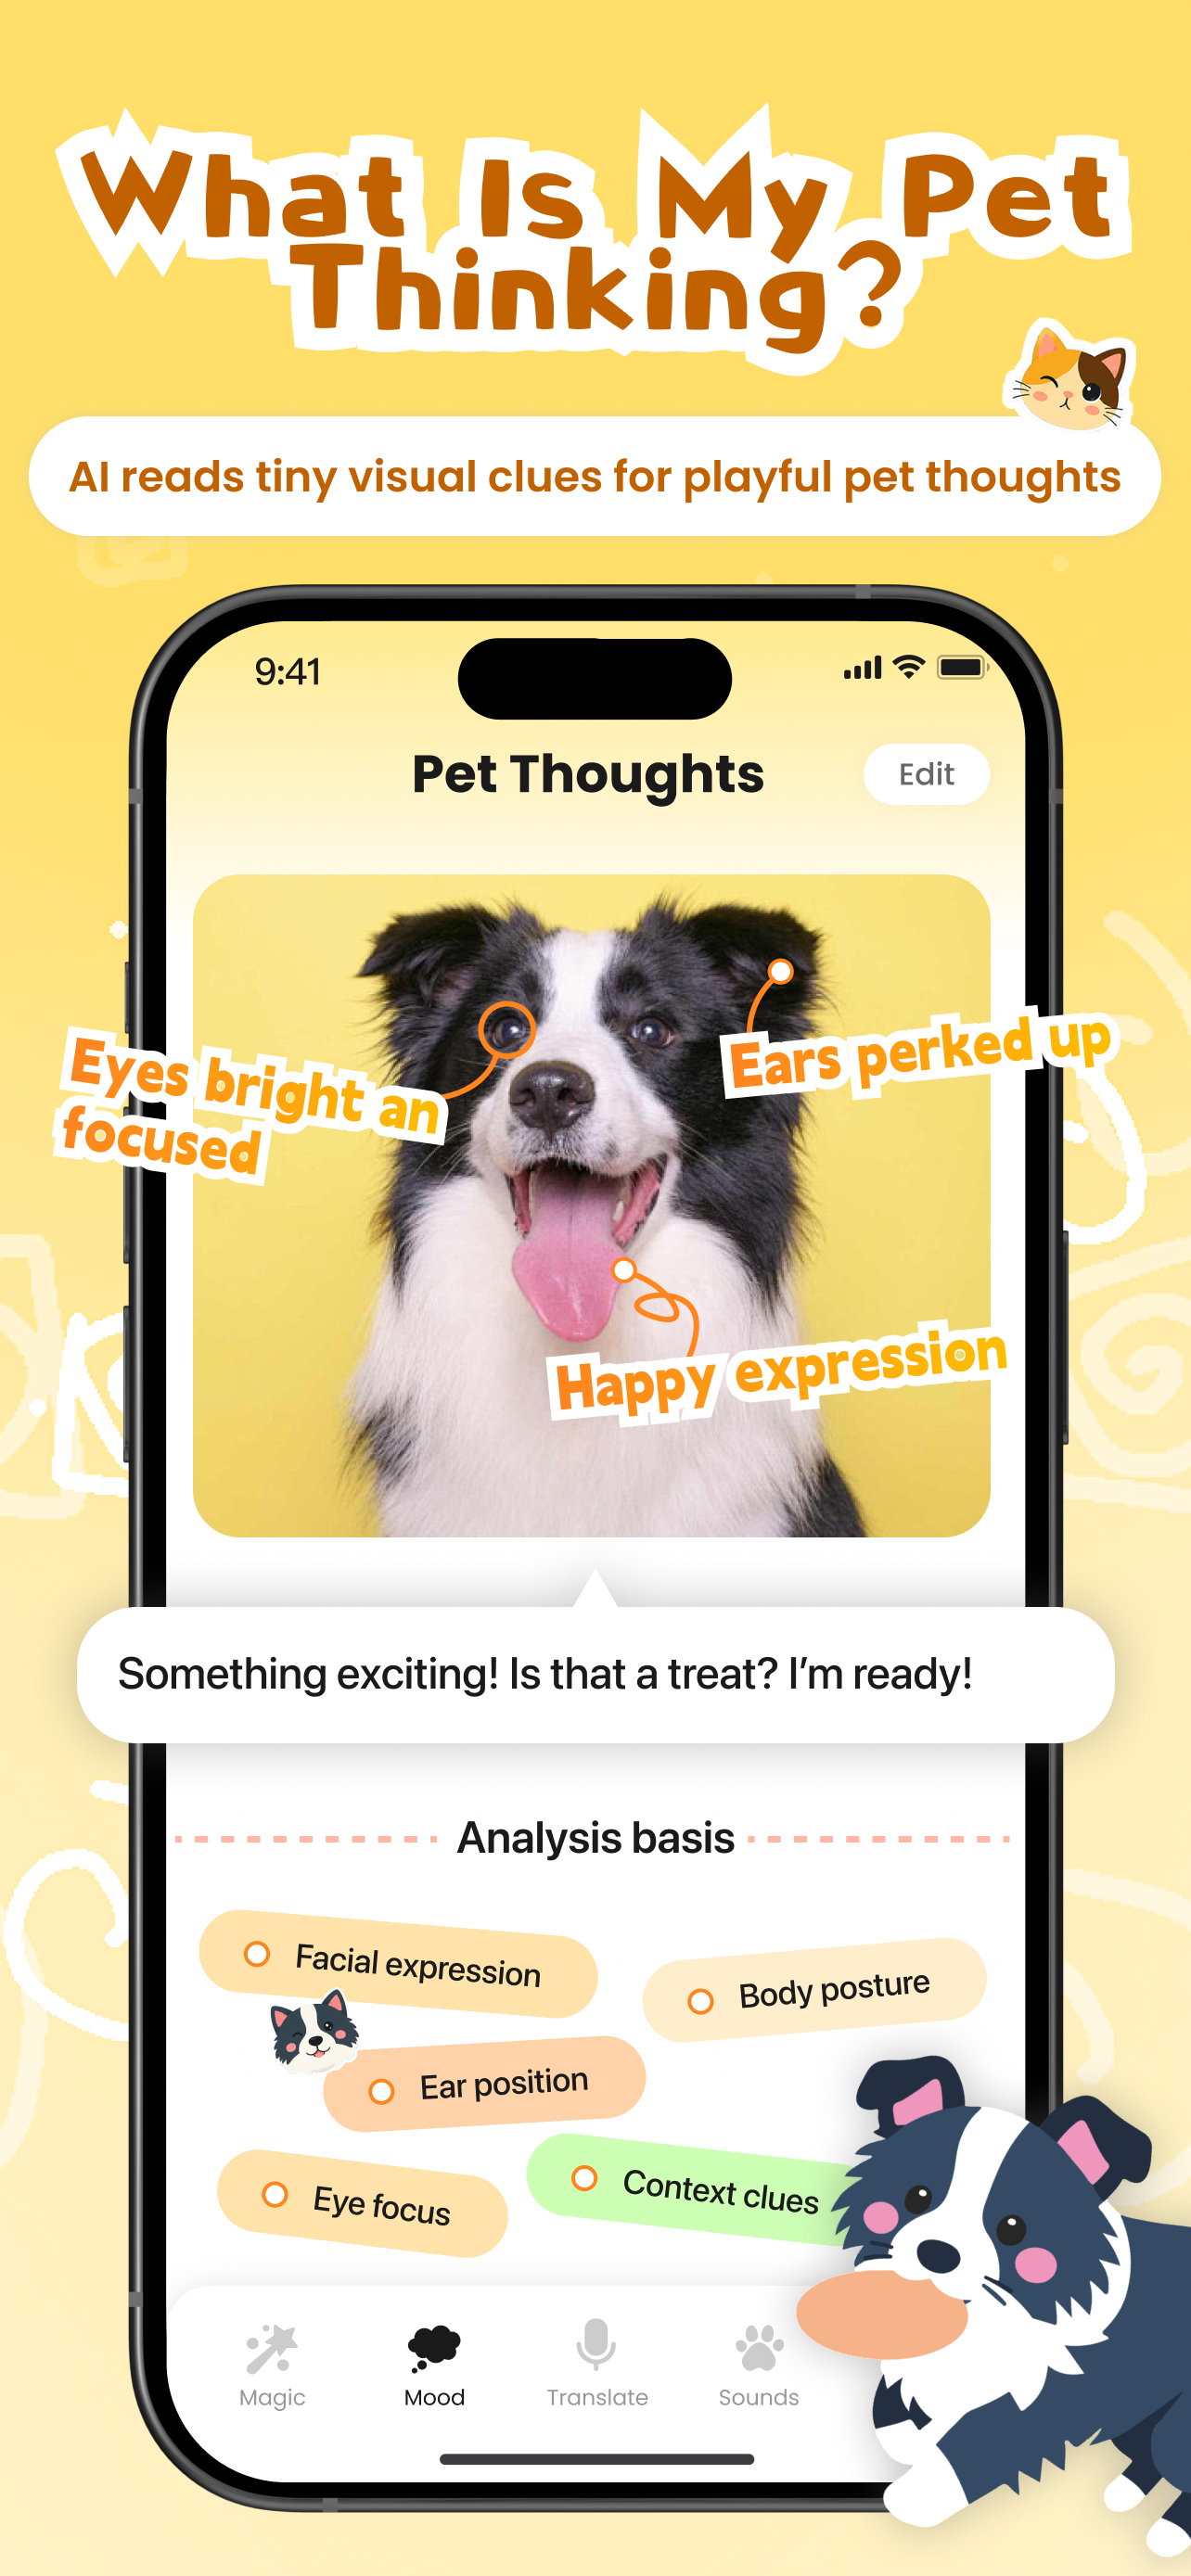 What Is My Pet
Thinking?
AI reads tiny visual clues for playful pet thoughts
9:41
Pet Thoughts
Edit
Eyes bright an
focused
Ears perked up
Happy expression
Something exciting! Is that a treat? I'm ready!
Analysis basis
Facial expression
Body posture
Ear position
Eye focus
Context clues
Magic
Mood
Translate
Sounds